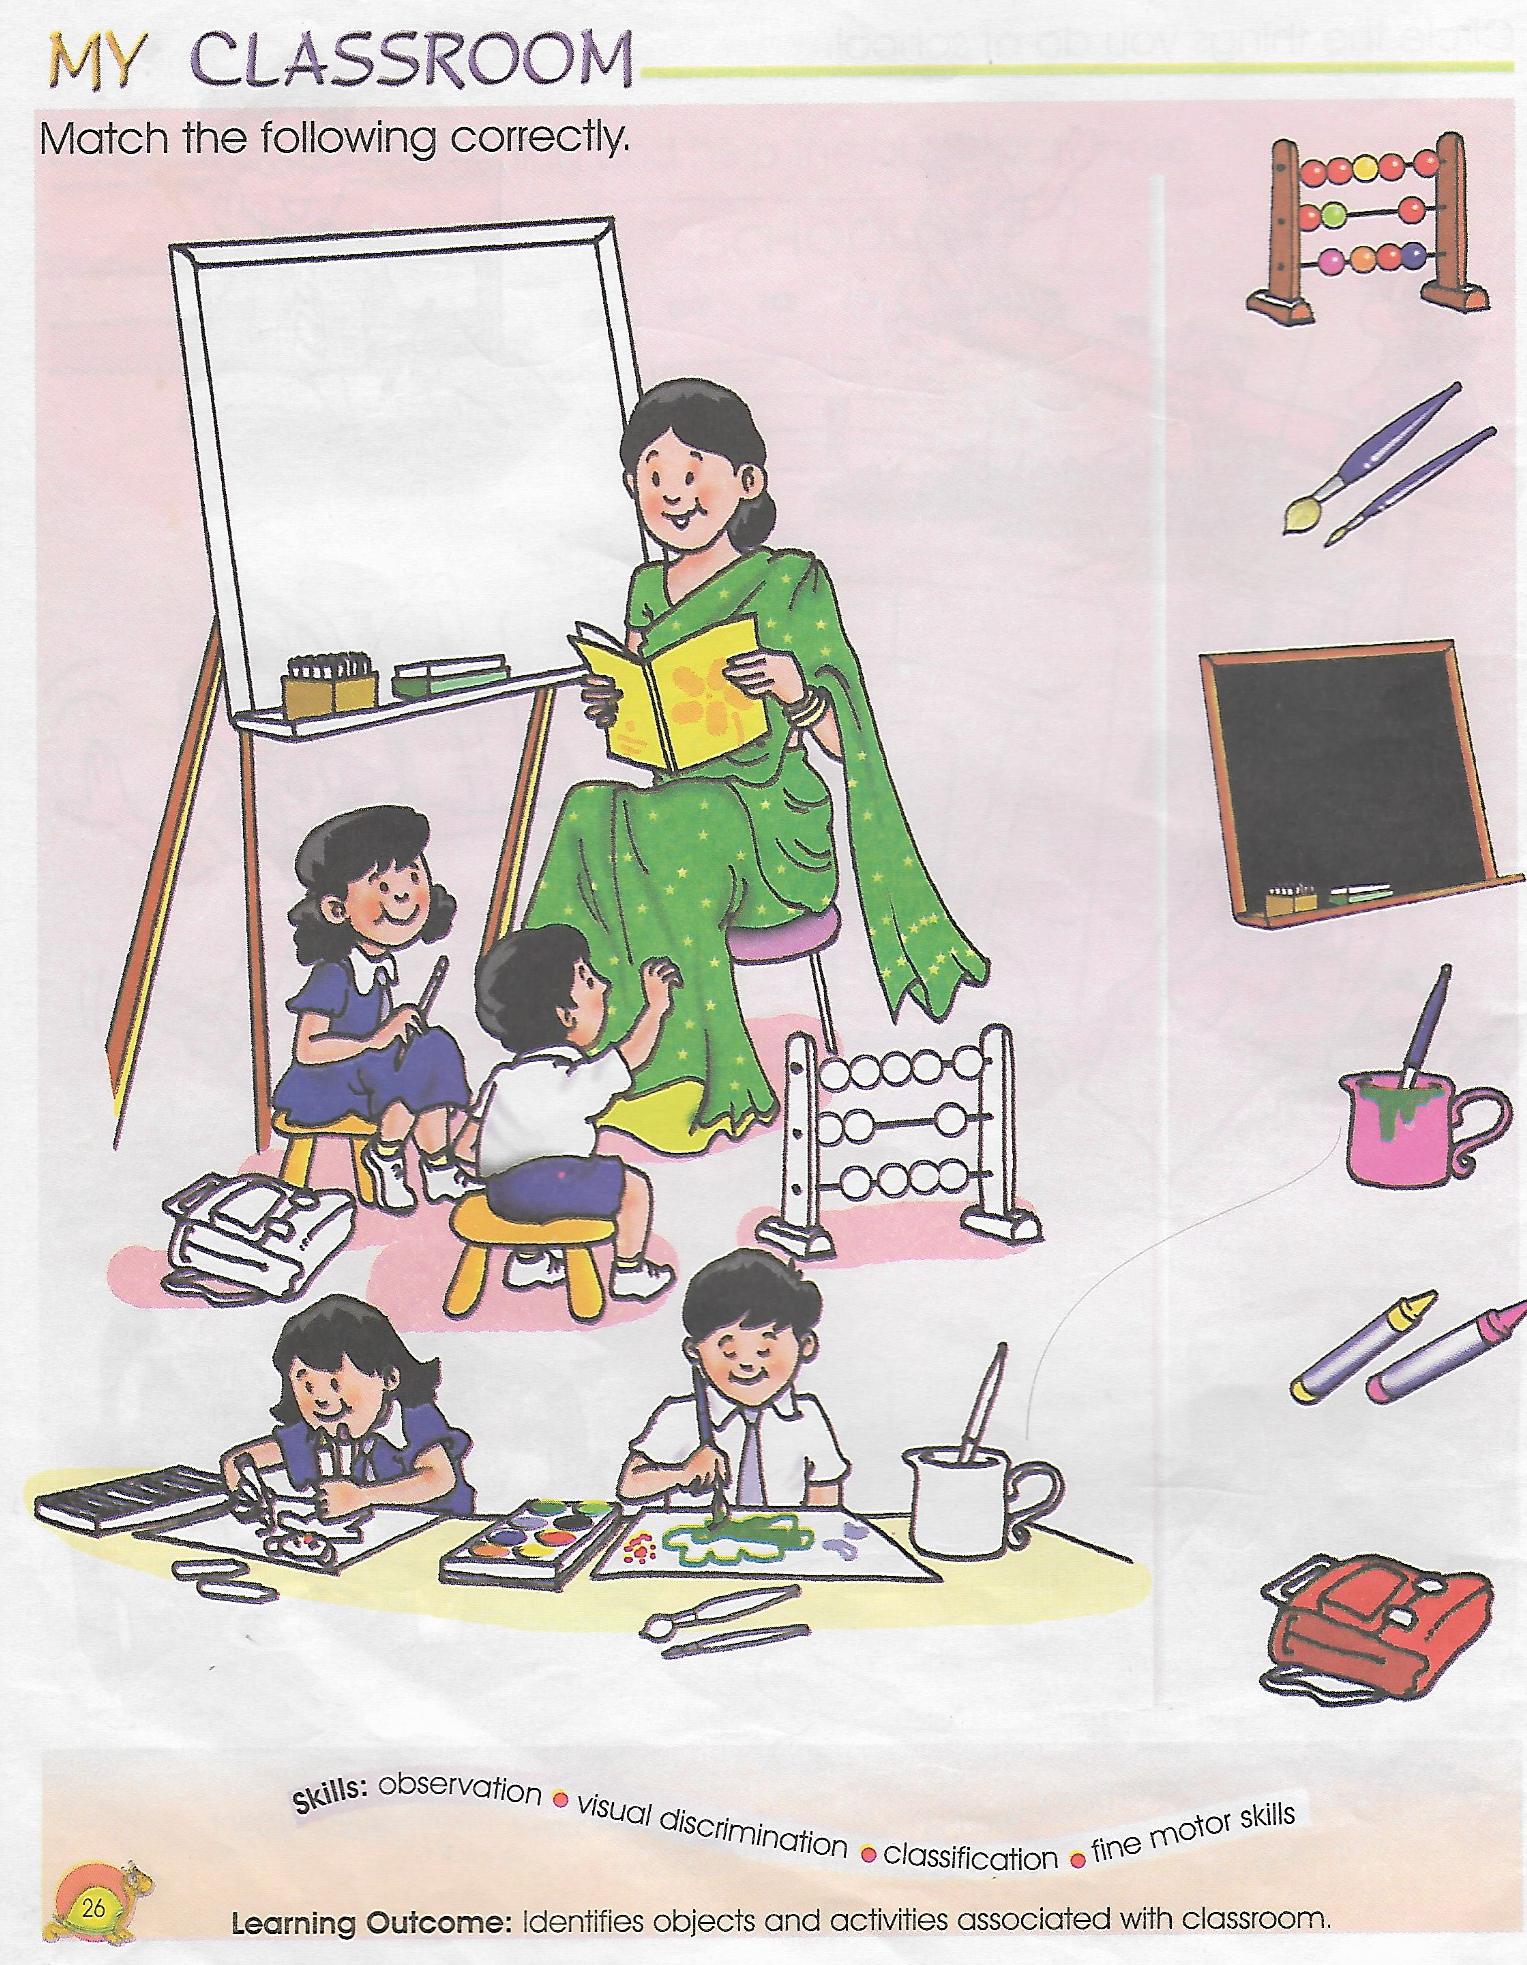 MY CLASSROOM
Match the following correctly.
Skills: observation • visual discrimination • classification • fine motor skills
26
Learning Outcome: Identifies objects and activities associated with classroom.